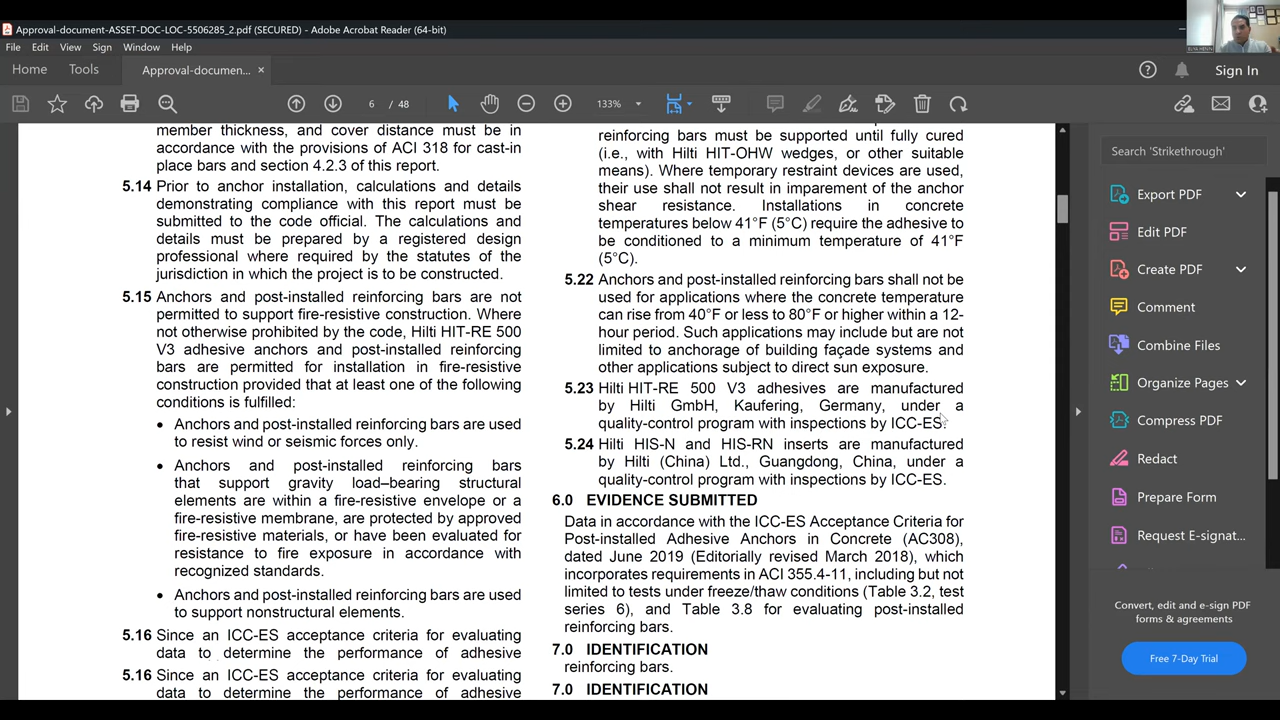 Approval-document-ASSET-DOC-LOC-5506285_2.pdf (SECURED) - Adobe Acrobat Reader (64-bit)
File Edit View Sign Window Help
Home Tools Approval-documen... × Sign In
6 / 48 133%
member thickness, and cover distance must be in
accordance with the provisions of ACI 318 for cast-in
place bars and section 4.2.3 of this report.
5.14 Prior to anchor installation, calculations and details
demonstrating compliance with this report must be
submitted to the code official. The calculations and
details must be prepared by a registered design
professional where required by the statutes of the
jurisdiction in which the project is to be constructed.
5.15 Anchors and post-installed reinforcing bars are not
permitted to support fire-resistive construction. Where
not otherwise prohibited by the code, Hilti HIT-RE 500
V3 adhesive anchors and post-installed reinforcing
bars are permitted for installation in fire-resistive
construction provided that at least one of the following
conditions is fulfilled:
• Anchors and post-installed reinforcing bars are used
to resist wind or seismic forces only.
• Anchors and post-installed reinforcing bars
that support gravity load–bearing structural
elements are within a fire-resistive envelope or a
fire-resistive membrane, are protected by approved
fire-resistive materials, or have been evaluated for
resistance to fire exposure in accordance with
recognized standards.
• Anchors and post-installed reinforcing bars are used
to support nonstructural elements.
5.16 Since an ICC-ES acceptance criteria for evaluating
data to determine the performance of adhesive
5.16 Since an ICC-ES acceptance criteria for evaluating
data to determine the performance of adhesive
reinforcing bars must be supported until fully cured
(i.e., with Hilti HIT-OHW wedges, or other suitable
means). Where temporary restraint devices are used,
their use shall not result in imparement of the anchor
shear resistance. Installations in concrete
temperatures below 41°F (5°C) require the adhesive to
be conditioned to a minimum temperature of 41°F
(5°C).
5.22 Anchors and post-installed reinforcing bars shall not be
used for applications where the concrete temperature
can rise from 40°F or less to 80°F or higher within a 12-
hour period. Such applications may include but are not
limited to anchorage of building façade systems and
other applications subject to direct sun exposure.
5.23 Hilti HIT-RE 500 V3 adhesives are manufactured
by Hilti GmbH, Kaufering, Germany, under a
quality-control program with inspections by ICC-ES.
5.24 Hilti HIS-N and HIS-RN inserts are manufactured
by Hilti (China) Ltd., Guangdong, China, under a
quality-control program with inspections by ICC-ES.
6.0 EVIDENCE SUBMITTED
Data in accordance with the ICC-ES Acceptance Criteria for
Post-installed Adhesive Anchors in Concrete (AC308),
dated June 2019 (Editorially revised March 2018), which
incorporates requirements in ACI 355.4-11, including but not
limited to tests under freeze/thaw conditions (Table 3.2, test
series 6), and Table 3.8 for evaluating post-installed
reinforcing bars.
7.0 IDENTIFICATION
reinforcing bars.
7.0 IDENTIFICATION
Search 'Strikethrough'
Export PDF
Edit PDF
Create PDF
Comment
Combine Files
Organize Pages
Compress PDF
Redact
Prepare Form
Request E-signat...
Convert, edit and e-sign PDF
forms & agreements
Free 7-Day Trial